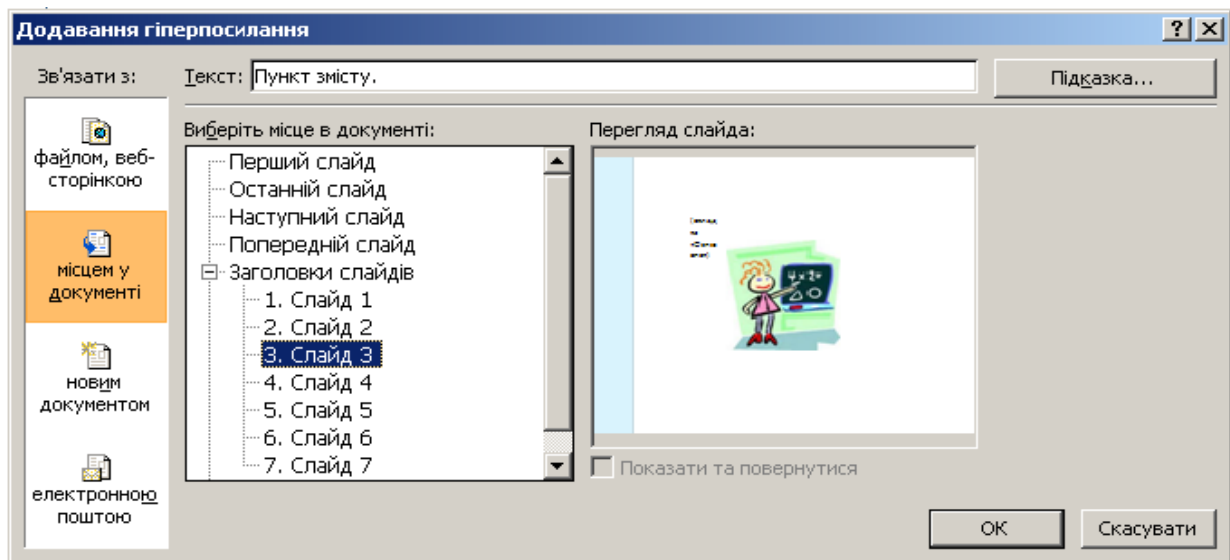 Додавання гіперпосилання
Зв'язати з:
Текст: Пункт змісту.
Підказка...
файлом, веб-
сторінкою
місцем у
документі
новим
документом
електронною
поштою
Виберіть місце в документі:
Перший слайд
Останній слайд
Наступний слайд
Попередній слайд
Заголовки слайдів
1. Слайд 1
2. Слайд 2
3. Слайд 3
4. Слайд 4
5. Слайд 5
6. Слайд 6
7. Слайд 7
Перегляд слайда:
Показати та повернутися
ОК
Скасувати